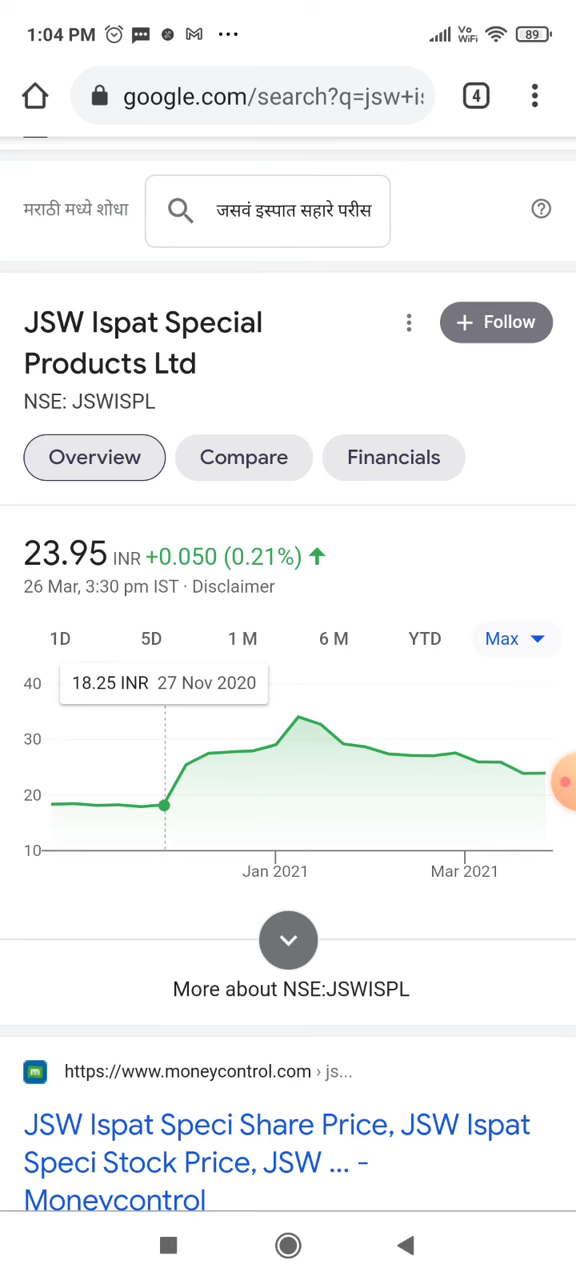 1:04 PM
Vo WiFi 89
google.com/search?q=jsw+i
4
मराठी मध्ये शोधा
जसवं इस्पात सहारे परीस
JSW Ispat Special
Products Ltd
+ Follow
NSE: JSWISPL
Overview Compare Financials
23.95 INR +0.050 (0.21%)
26 Mar, 3:30 pm IST · Disclaimer
1D 5D 1 M 6 M YTD Max
40
18.25 INR 27 Nov 2020
30
20
10
Jan 2021 Mar 2021
More about NSE:JSWISPL
https://www.moneycontrol.com › js...
JSW Ispat Speci Share Price, JSW Ispat
Speci Stock Price, JSW ... -
Moneycontrol